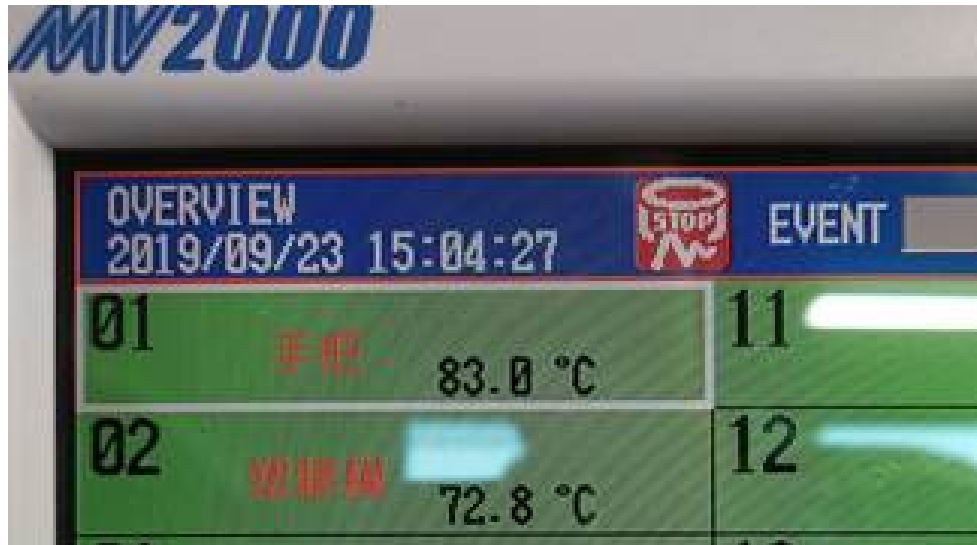 MV2000
OVERVIEW
2019/09/23 15:04:27
STOP
EVENT
01
83.0 °C
11
02
72.8 °C
12